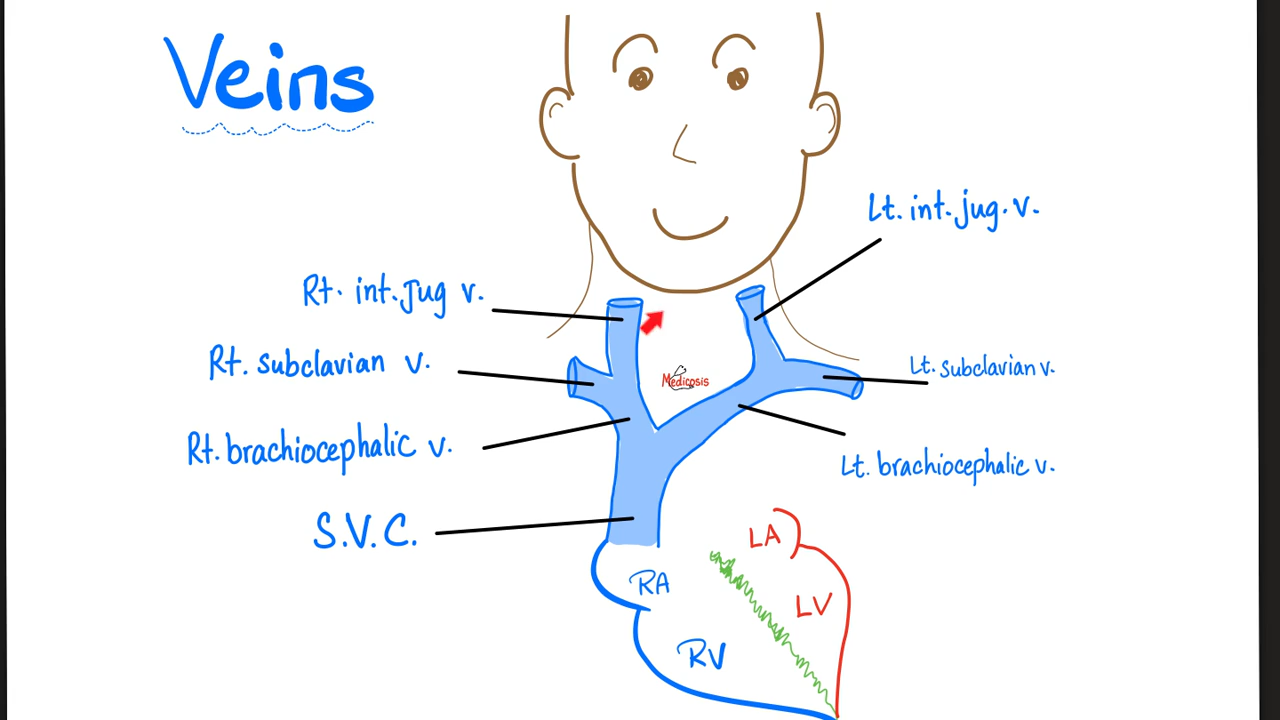 Veins
Lt. int. jug. v.
Rt. int. Jug v.
Rt. subclavian v.
Lt. subclavian v.
Medicosis
Rt. brachiocephalic v.
Lt. brachiocephalic v.
S.V.C.
LA
RA
LV
RV